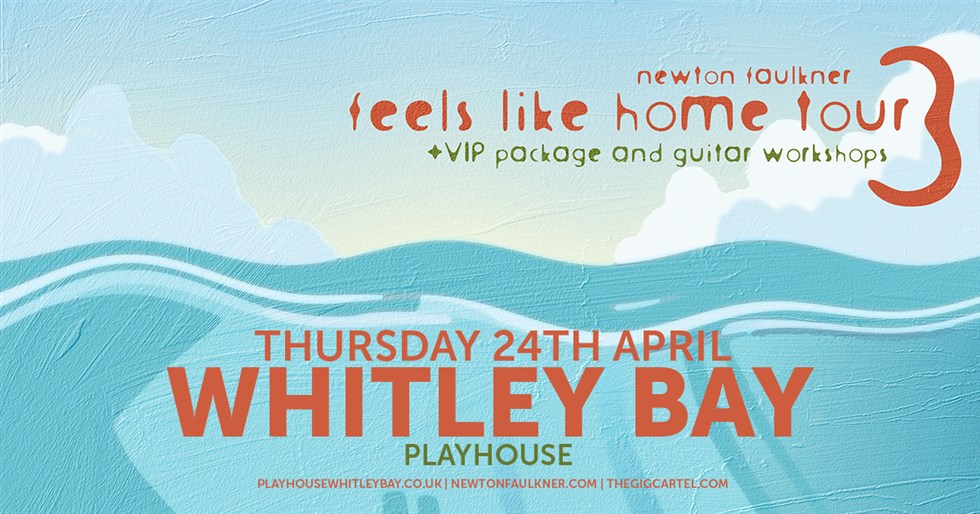 newton faulkner
feels like home tour 3
+VIP package and guitar workshops
THURSDAY 24TH APRIL
WHITLEY BAY
PLAYHOUSE
PLAYHOUSEWHITLEYBAY.CO.UK | NEWTONFAULKNER.COM | THEGIGCARTEL.COM